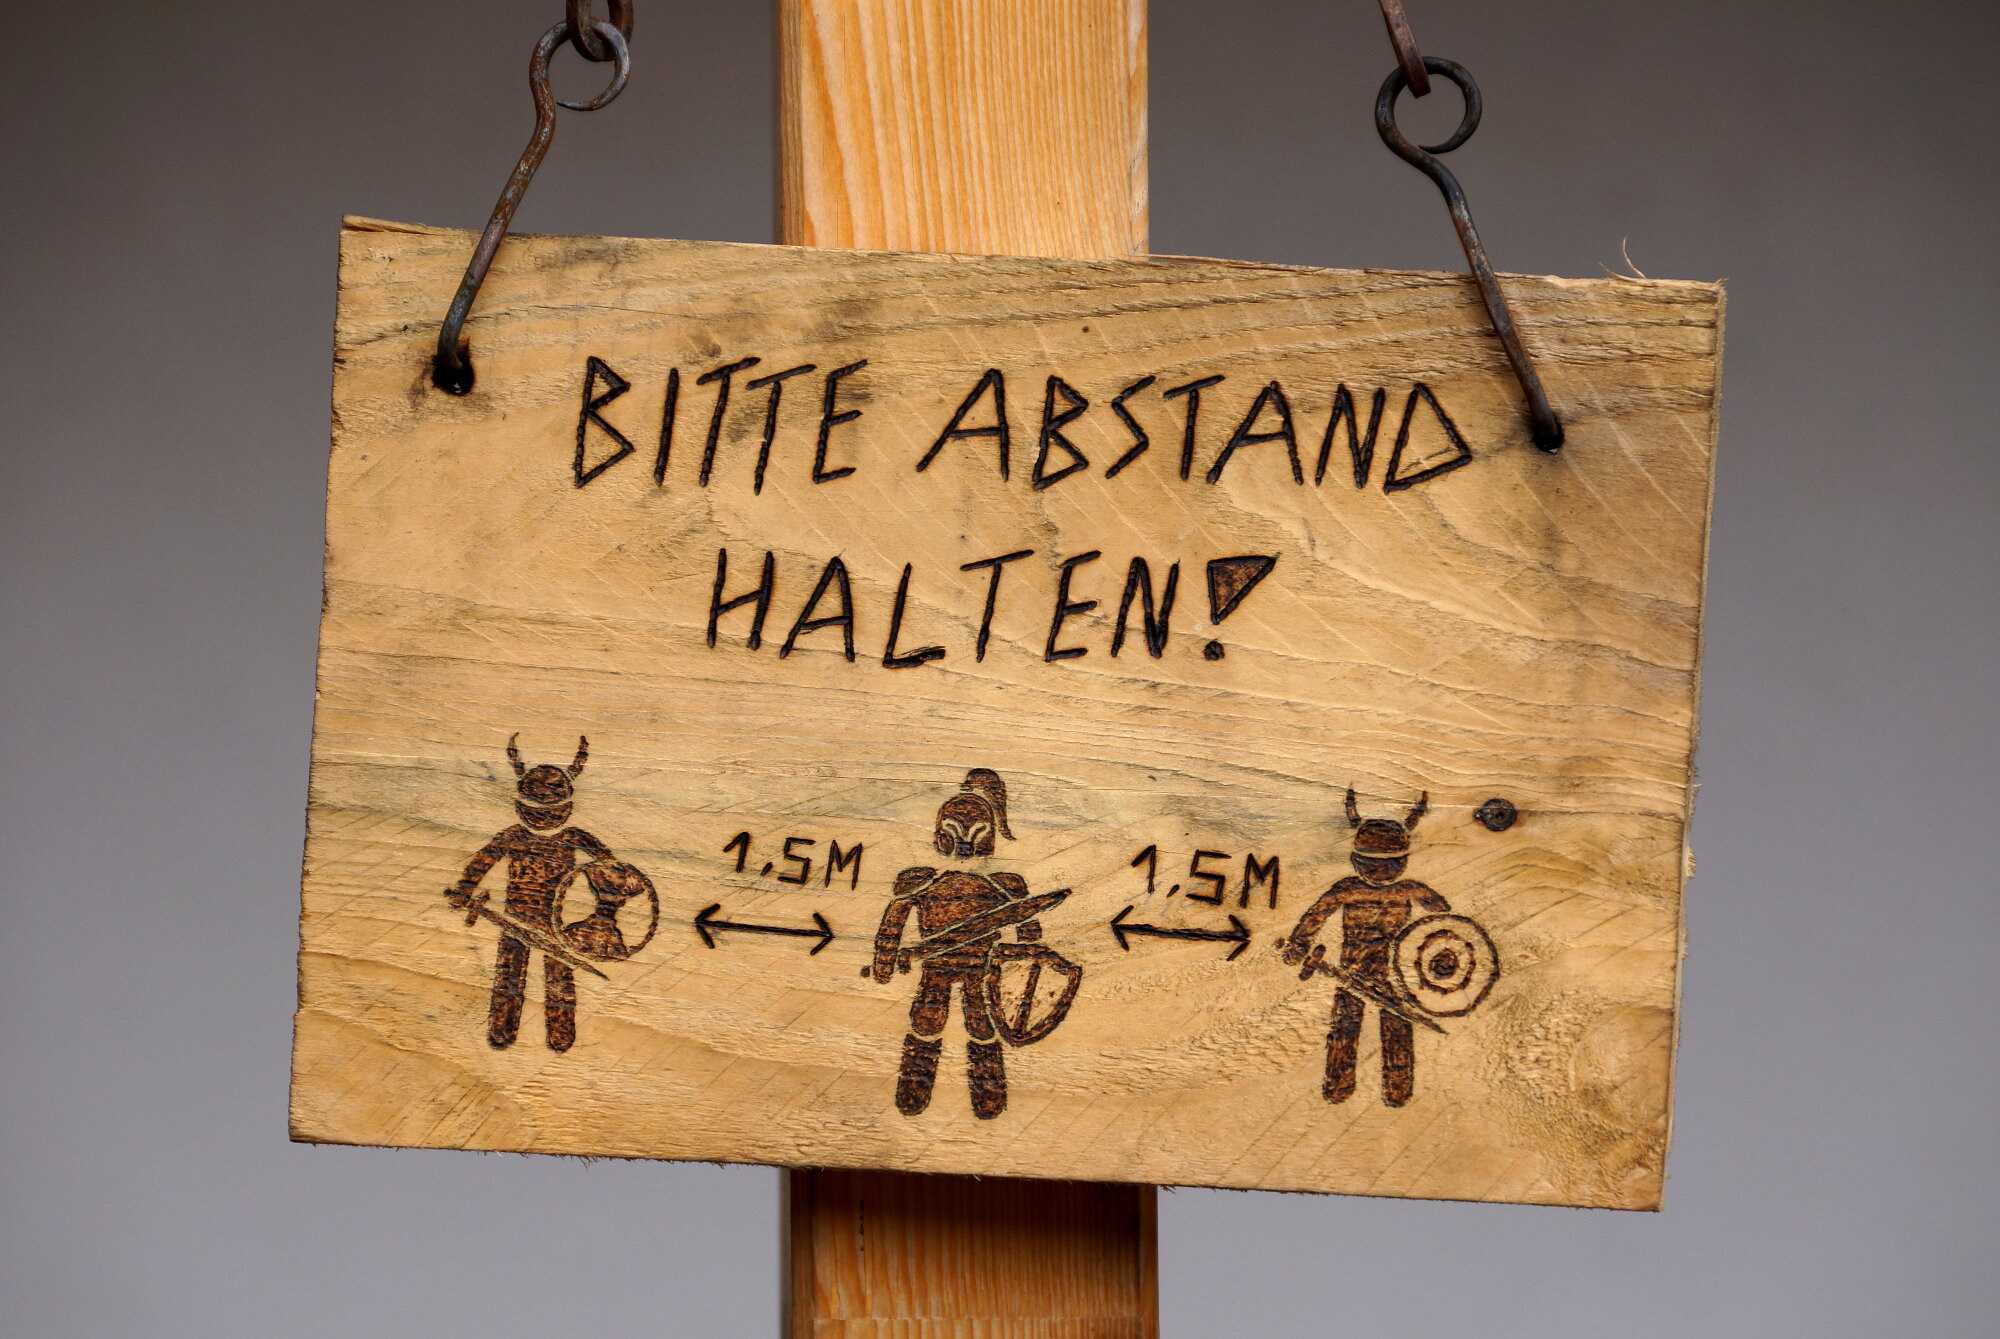 BITTE ABSTAND
HALTEN!
1,5M
1,5M